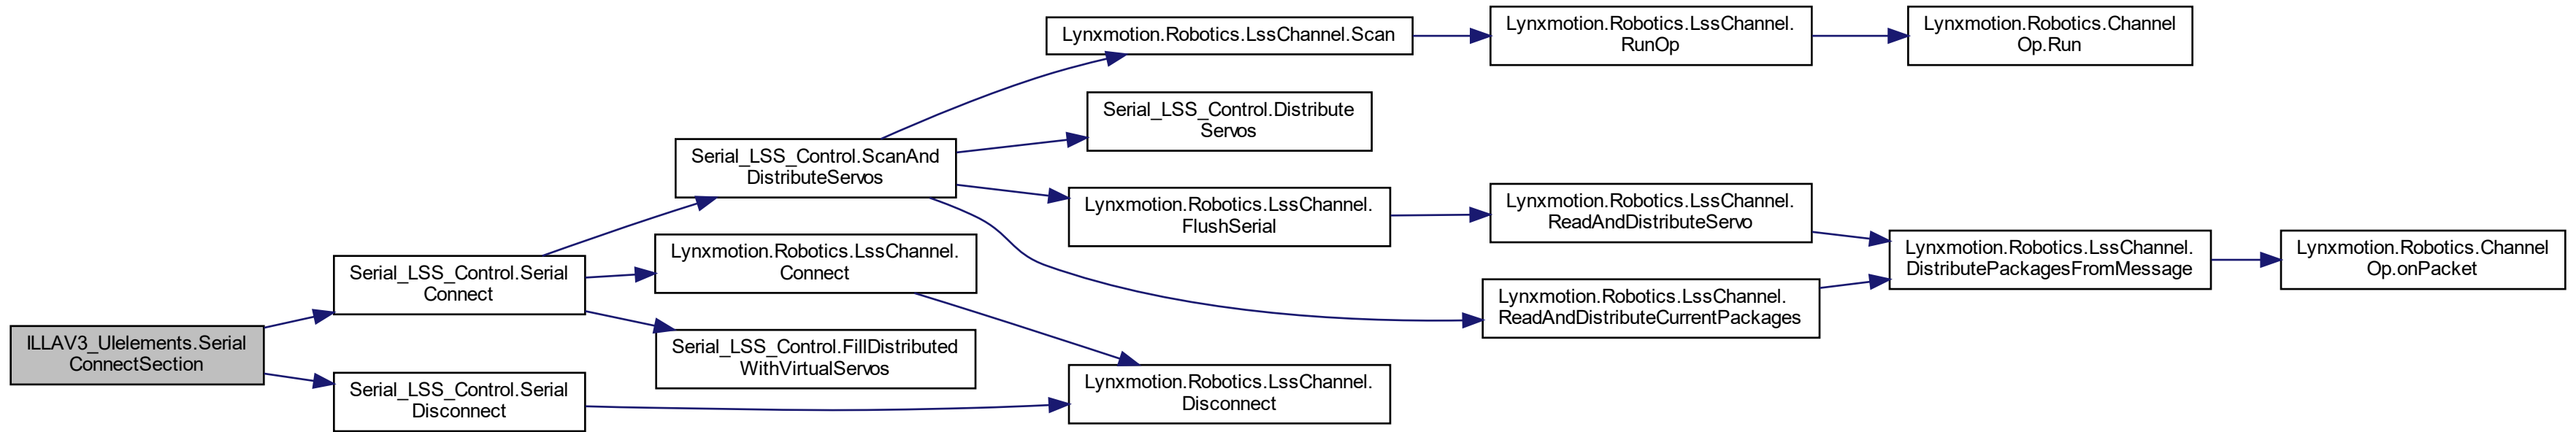 ILLAV3_UIelements.Serial
ConnectSection
Serial_LSS_Control.Serial
Connect
Serial_LSS_Control.Serial
Disconnect
Serial_LSS_Control.ScanAnd
DistributeServos
Lynxmotion.Robotics.LssChannel.
Connect
Serial_LSS_Control.FillDistributed
WithVirtualServos
Lynxmotion.Robotics.LssChannel.Scan
Serial_LSS_Control.Distribute
Servos
Lynxmotion.Robotics.LssChannel.
FlushSerial
Lynxmotion.Robotics.LssChannel.
Disconnect
Lynxmotion.Robotics.LssChannel.
RunOp
Lynxmotion.Robotics.LssChannel.
ReadAndDistributeServo
Lynxmotion.Robotics.LssChannel.
ReadAndDistributeCurrentPackages
Lynxmotion.Robotics.Channel
Op.Run
Lynxmotion.Robotics.LssChannel.
DistributePackagesFromMessage
Lynxmotion.Robotics.Channel
Op.onPacket